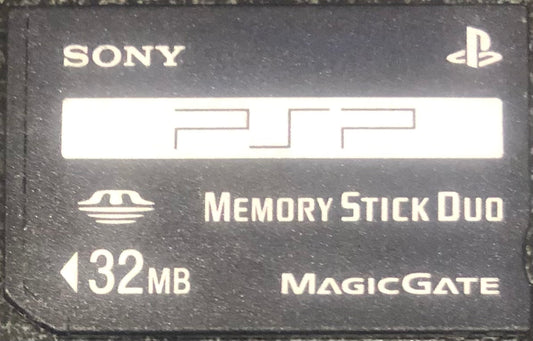 SONY
PSP
MEMORY STICK DUO
32MB
MAGICGATE